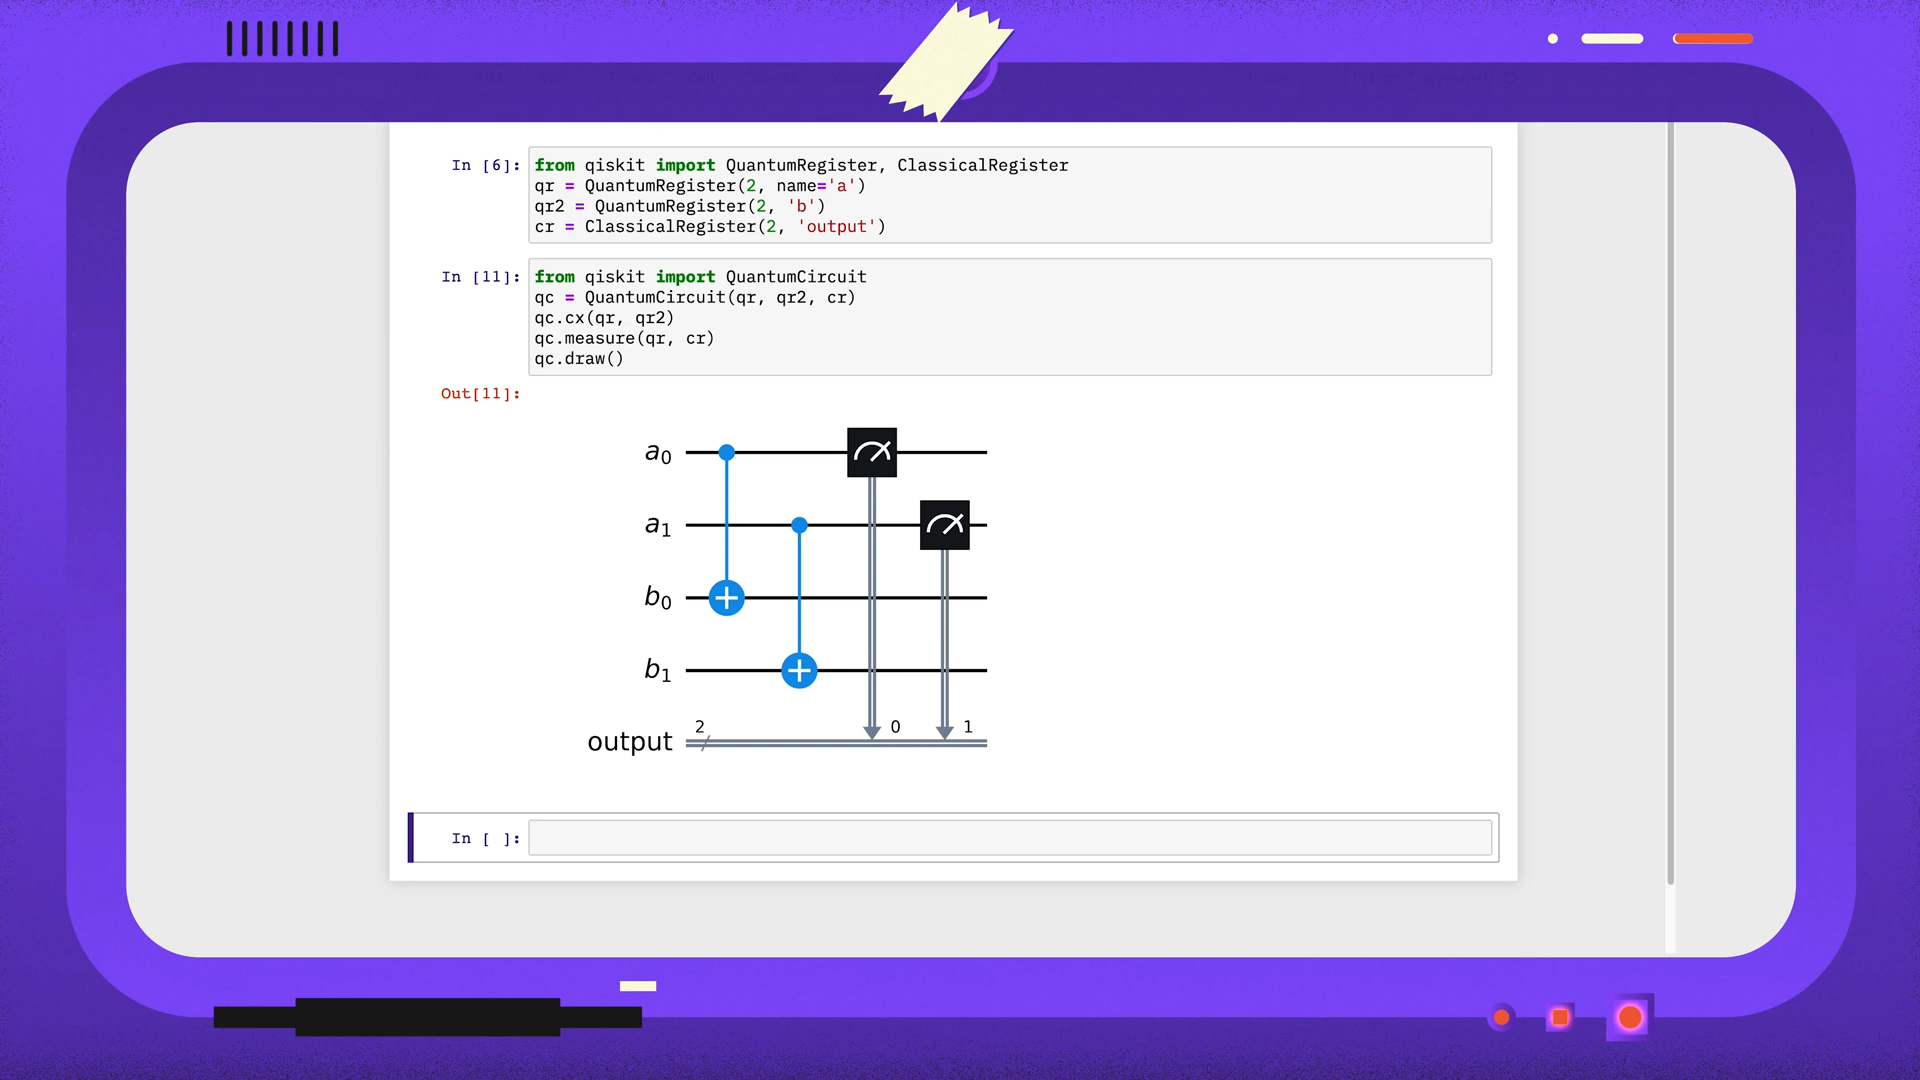 In [6]: from qiskit import QuantumRegister, ClassicalRegister
qr = QuantumRegister(2, name='a')
qr2 = QuantumRegister(2, 'b')
cr = ClassicalRegister(2, 'output')
In [11]: from qiskit import QuantumCircuit
qc = QuantumCircuit(qr, qr2, cr)
qc.cx(qr, qr2)
qc.measure(qr, cr)
qc.draw()
Out[11]:
a0
a1
b0
b1
2 0 1
output
In [ ]: